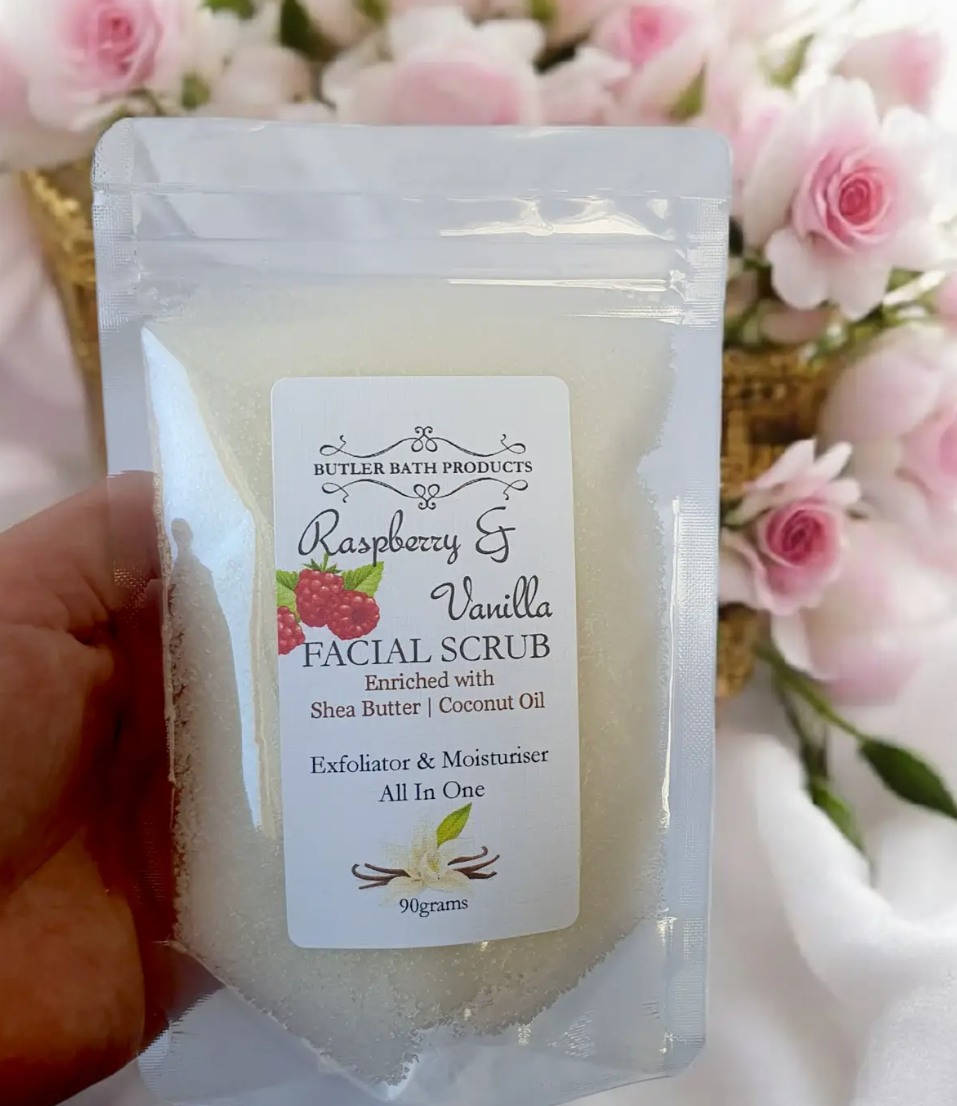 BUTLER BATH PRODUCTS
Raspberry &
Vanilla
FACIAL SCRUB
Enriched with
Shea Butter | Coconut Oil
Exfoliator & Moisturiser
All In One
90grams